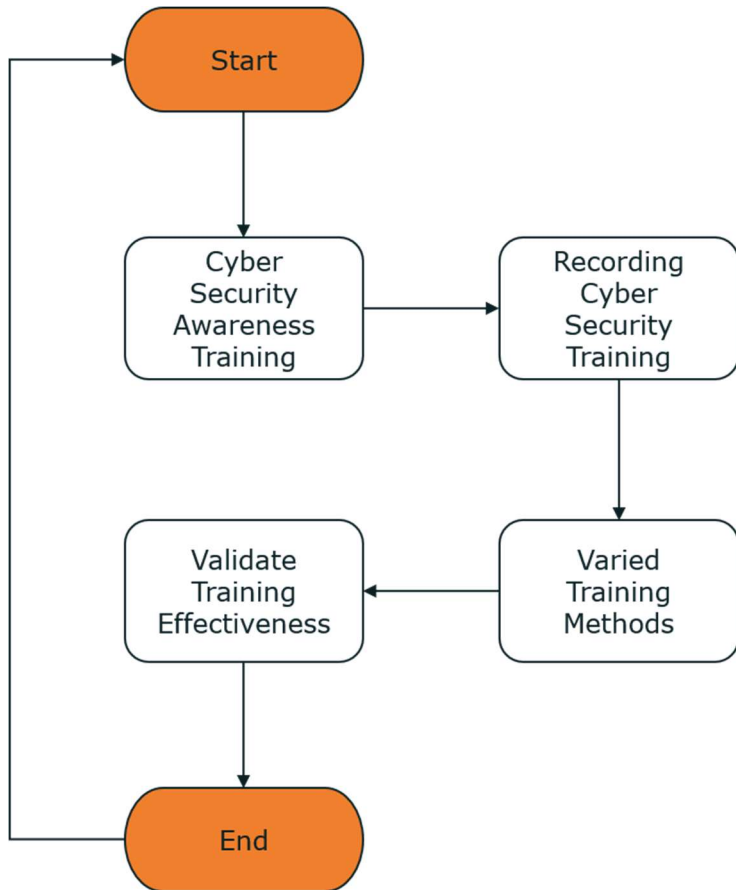 Start
Cyber
Security
Awareness
Training
Recording
Cyber
Security
Training
Varied
Training
Methods
Validate
Training
Effectiveness
End